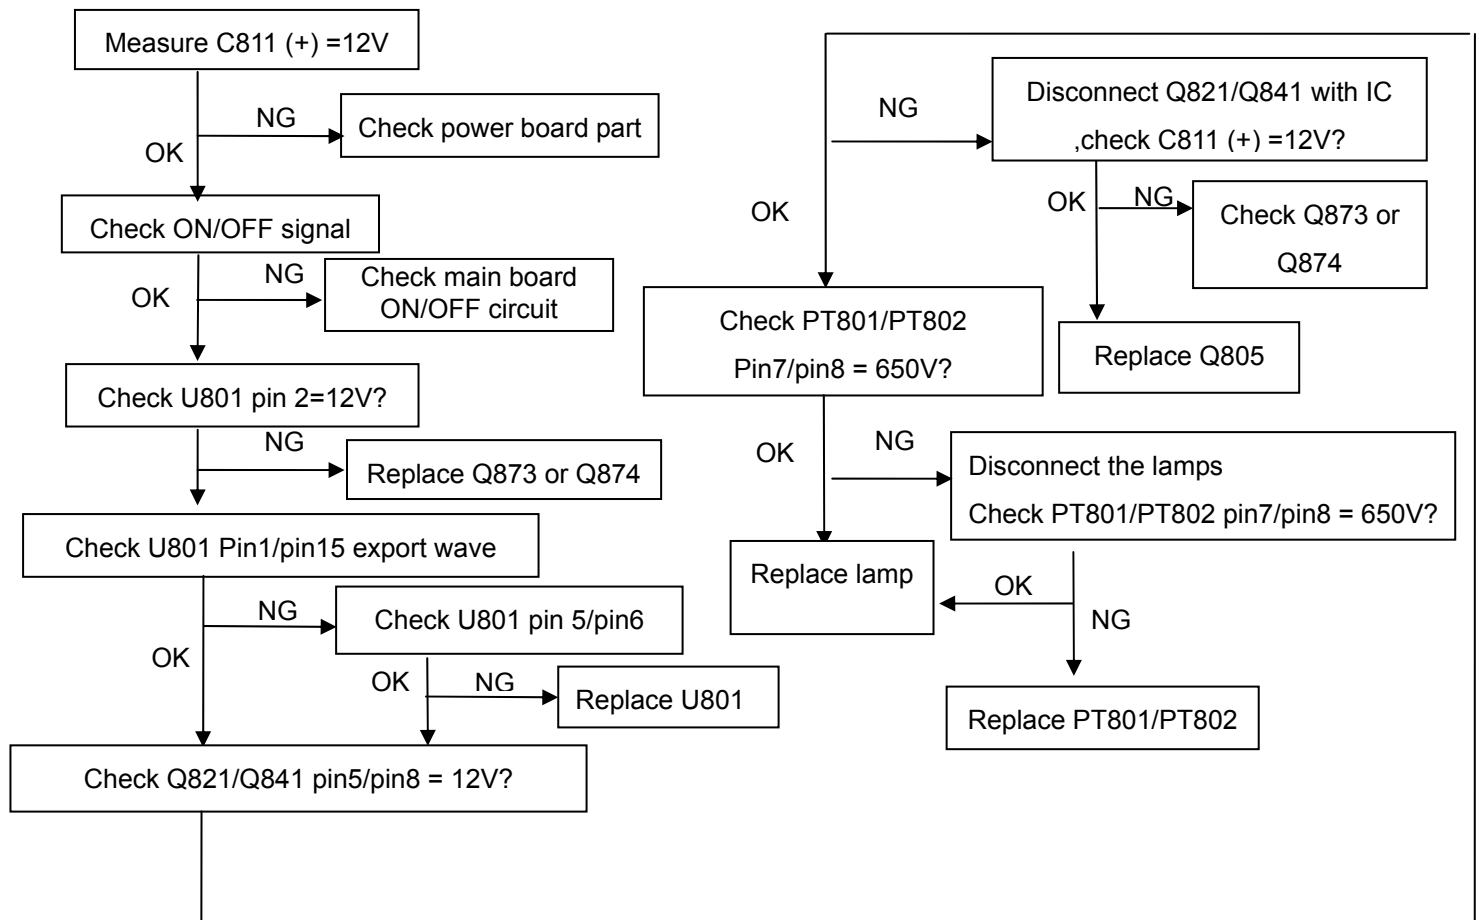 Measure C811 (+) =12V
NG
Check power board part
OK
Check ON/OFF signal
NG
Check main board
ON/OFF circuit
OK
Check U801 pin 2=12V?
NG
Replace Q873 or Q874
Check U801 Pin1/pin15 export wave
NG
Check U801 pin 5/pin6
OK
OK
NG
Replace U801
Check Q821/Q841 pin5/pin8 = 12V?
NG
Disconnect Q821/Q841 with IC
,check C811 (+) =12V?
OK
OK
NG
Check Q873 or
Q874
Replace Q805
Check PT801/PT802
Pin7/pin8 = 650V?
OK
NG
Disconnect the lamps
Check PT801/PT802 pin7/pin8 = 650V?
Replace lamp
OK
NG
Replace PT801/PT802